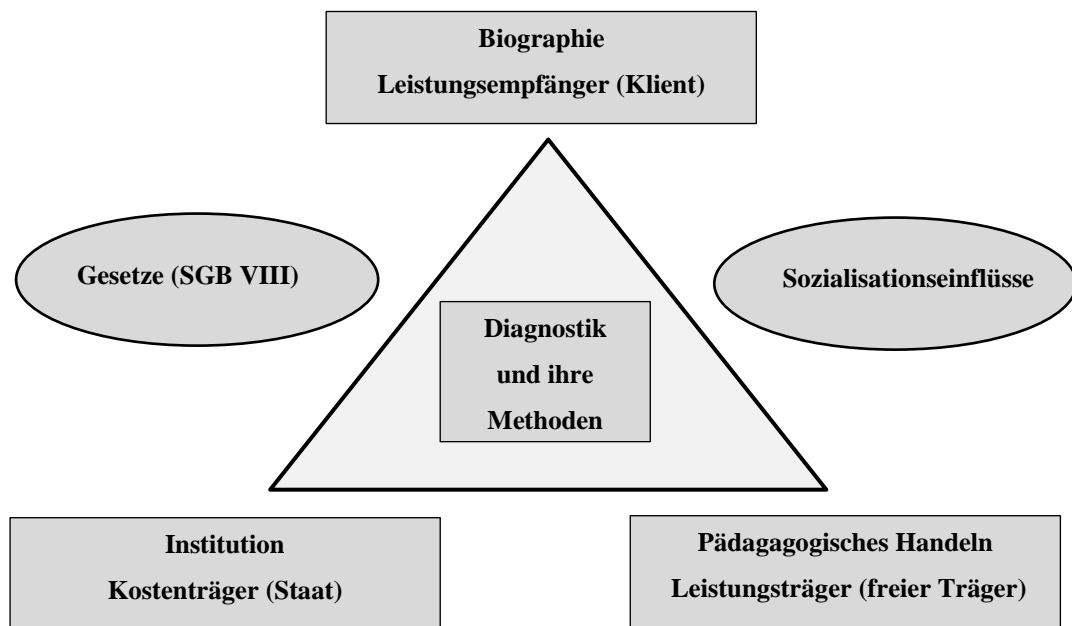 Biographie
Leistungsempfänger (Klient)
Gesetze (SGB VIII)
Sozialisationseinflüsse
Diagnostik
und ihre
Methoden
Institution
Kostenträger (Staat)
Pädagagogisches Handeln
Leistungsträger (freier Träger)